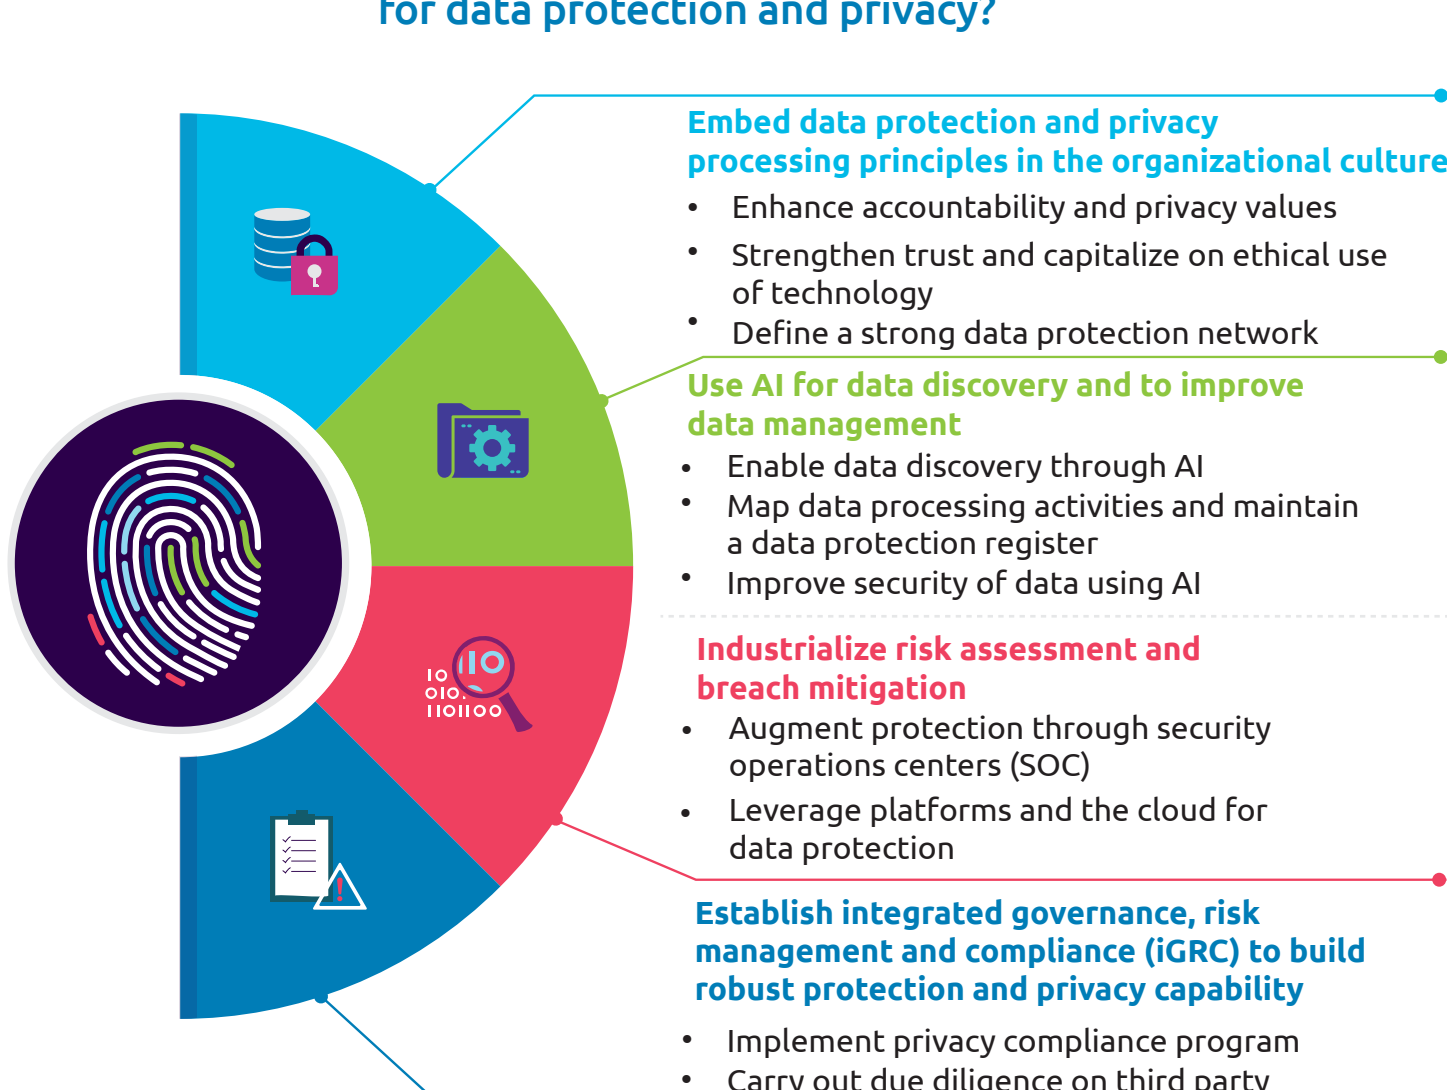 for data protection and privacy?
Embed data protection and privacy
processing principles in the organizational culture
• Enhance accountability and privacy values
• Strengthen trust and capitalize on ethical use
of technology
• Define a strong data protection network
Use AI for data discovery and to improve
data management
• Enable data discovery through AI
• Map data processing activities and maintain
a data protection register
• Improve security of data using AI
IO
IIO
OIO.
IIOIIOO
Industrialize risk assessment and
breach mitigation
• Augment protection through security
operations centers (SOC)
• Leverage platforms and the cloud for
data protection
Establish integrated governance, risk
management and compliance (iGRC) to build
robust protection and privacy capability
• Implement privacy compliance program
• Carry out due diligence on third party